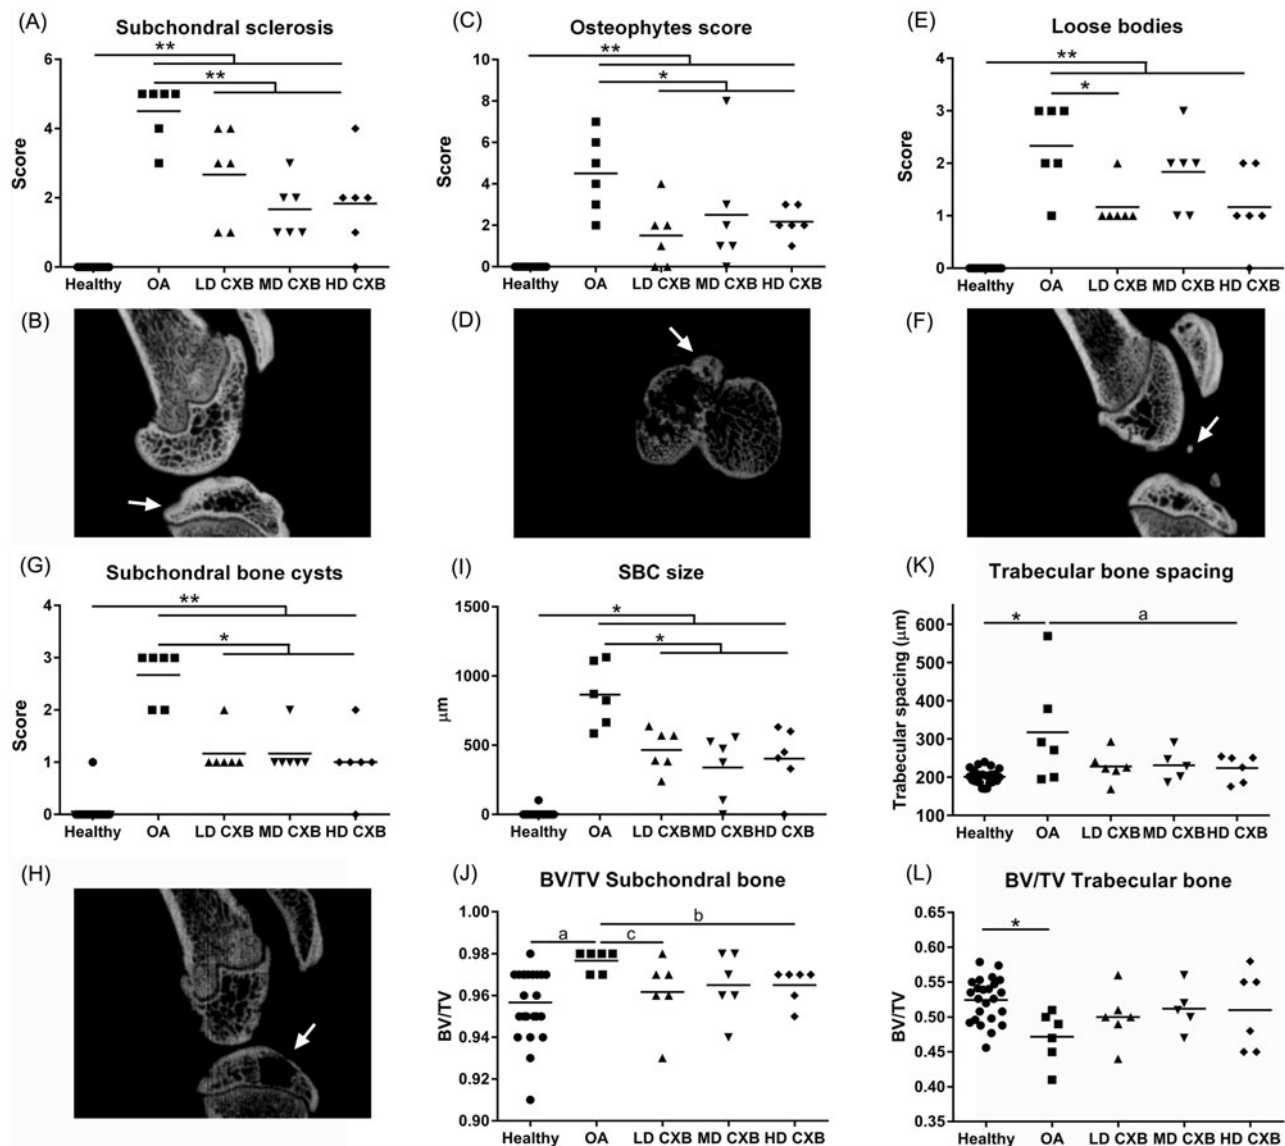 (A)
Subchondral sclerosis
**
**
Score
6
4
2
0
Healthy OA LD CXB MD CXB HD CXB
(C)
Osteophytes score
**
*
Score
10
8
6
4
2
0
Healthy OA LD CXB MD CXB HD CXB
(E)
Loose bodies
**
*
Score
4
3
2
1
0
Healthy OA LD CXB MD CXB HD CXB
(B)
(D)
(F)
(G)
Subchondral bone cysts
**
*
Score
4
3
2
1
0
Healthy OA LD CXB MD CXB HD CXB
(I)
SBC size
*
*
μm
1500
1000
500
0
Healthy OA LD CXB MD CXB HD CXB
(K)
Trabecular bone spacing
* a
Trabecular spacing (μm)
600
500
400
300
200
100
Healthy OA LD CXB MD CXB HD CXB
(H)
(J)
BV/TV Subchondral bone
b
a c
BV/TV
1.00
0.98
0.96
0.94
0.92
0.90
Healthy OA LD CXB MD CXB HD CXB
(L)
BV/TV Trabecular bone
*
BV/TV
0.65
0.60
0.55
0.50
0.45
0.40
0.35
Healthy OA LD CXB MD CXB HD CXB